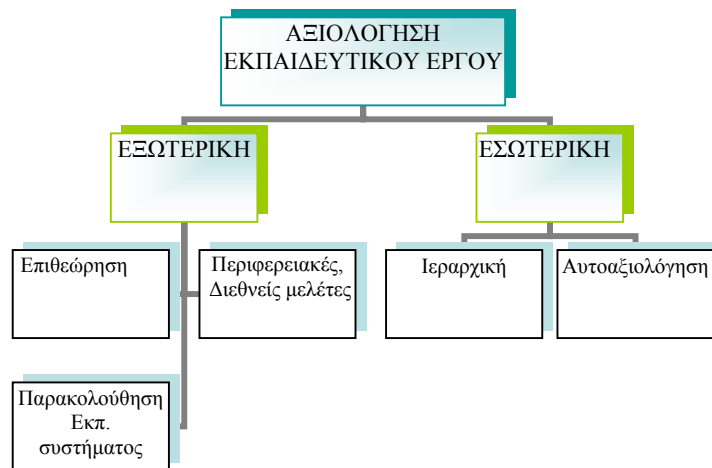 ΑΞΙΟΛΟΓΗΣΗ
ΕΚΠΑΙΔΕΥΤΙΚΟΥ ΕΡΓΟΥ
ΕΞΩΤΕΡΙΚΗ
ΕΣΩΤΕΡΙΚΗ
Επιθεώρηση
Περιφερειακές,
Διεθνείς μελέτες
Ιεραρχική
Αυτοαξιολόγηση
Παρακολούθηση
Εκπ.
συστήματος